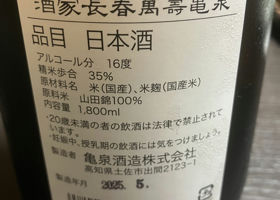 酒家長春萬壽亀泉
品目 日本酒
アルコール分 16度
精米歩合 35%
原材料名 米(国産)、米麹(国産米)
原料米 山田錦100%
内容量 1,800ml
・20歳未満の者の飲酒は法律で禁止されています。
・妊娠中、授乳期の飲酒には気をつけましょう。
製造者 亀泉酒造株式会社
高知県土佐市出間2123-1
製造年月 2025.5.